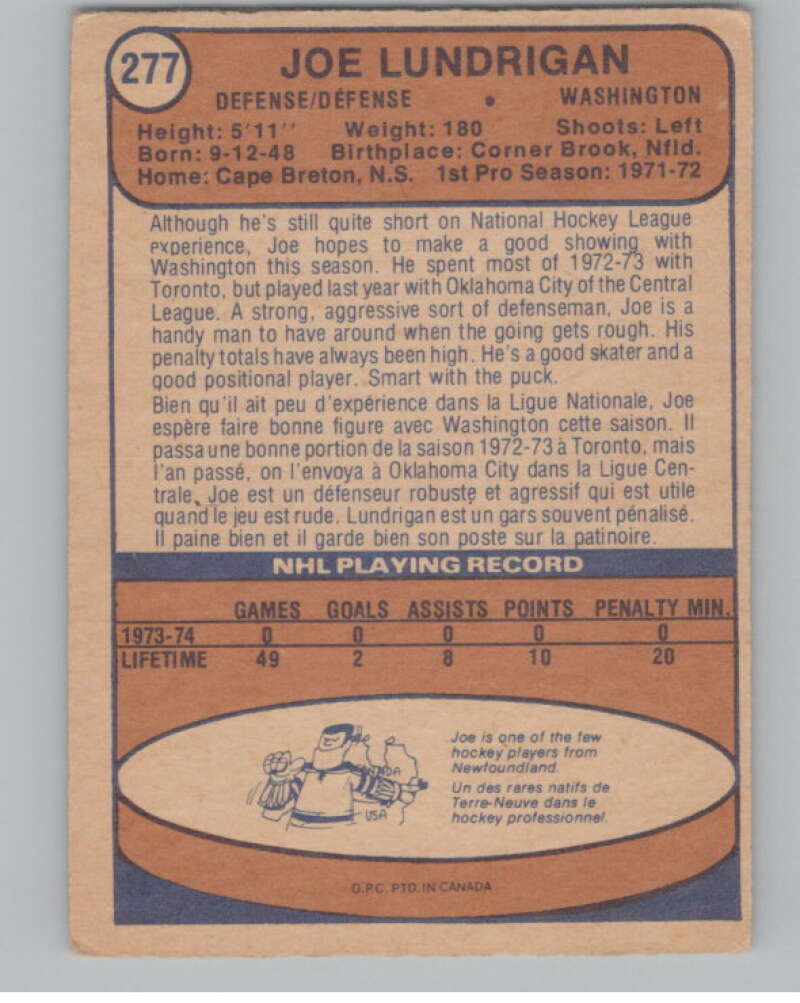 277
JOE LUNDRIGAN
DEFENSE/DÉFENSE • WASHINGTON
Height: 5'11'' Weight: 180 Shoots: Left
Born: 9-12-48 Birthplace: Corner Brook, Nfld.
Home: Cape Breton, N.S. 1st Pro Season: 1971-72
Although he's still quite short on National Hockey League
experience, Joe hopes to make a good showing with
Washington this season. He spent most of 1972-73 with
Toronto, but played last year with Oklahoma City of the Central
League. A strong, aggressive sort of defenseman, Joe is a
handy man to have around when the going gets rough. His
penalty totals have always been high. He's a good skater and a
good positional player. Smart with the puck.
Bien qu'il ait peu d'expérience dans la Ligue Nationale, Joe
espère faire bonne figure avec Washington cette saison. Il
passa une bonne portion de la saison 1972-73 à Toronto, mais
l'an passé, on l'envoya à Oklahoma City dans la Ligue Cen-
trale. Joe est un défenseur robuste et agressif qui est utile
quand le jeu est rude. Lundrigan est un gars souvent pénalisé.
Il paine bien et il garde bien son poste sur la patinoire.
NHL PLAYING RECORD
GAMES GOALS ASSISTS POINTS PENALTY MIN.
1973-74 0 0 0 0 0
LIFETIME 49 2 8 10 20
CANADA
USA
Joe is one of the few
hockey players from
Newfoundland.
Un des rares natifs de
Terre-Neuve dans le
hockey professionnel.
O.P.C. PTD. IN CANADA